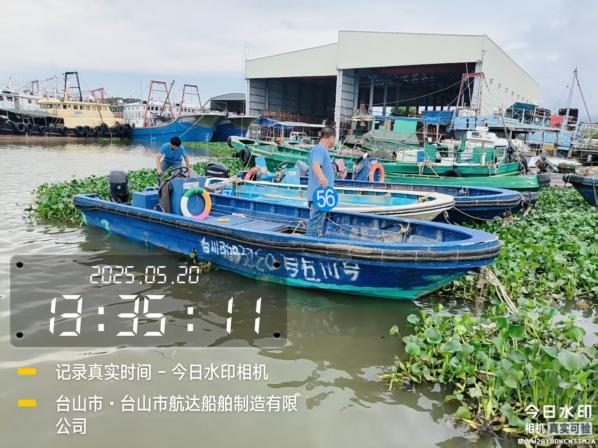 56
2025.05.20
13:35:11
记录真实时间 - 今日水印相机
台山市·台山市航达船舶制造有限
公司
今日水印
相机 真实可验